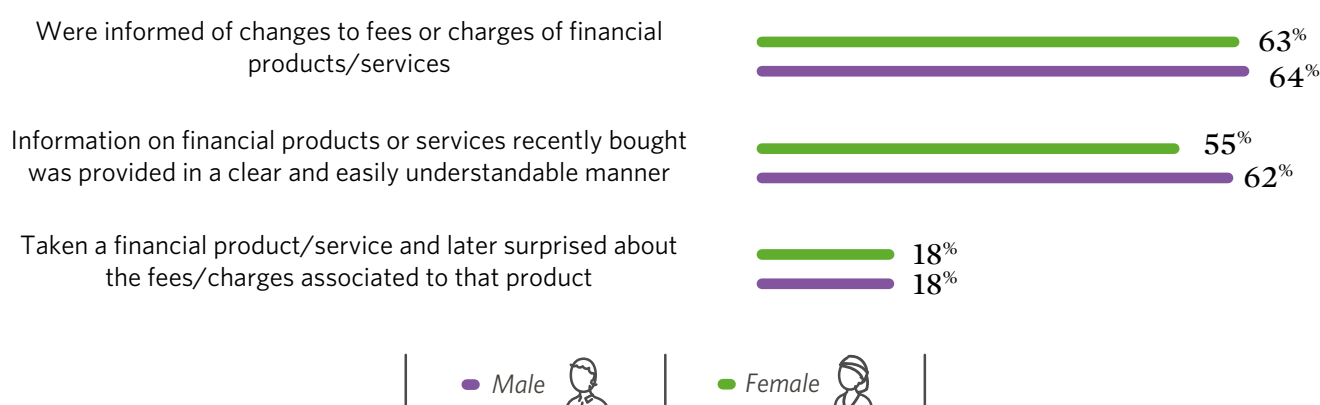 Were informed of changes to fees or charges of financial
products/services
63%
64%
Information on financial products or services recently bought
was provided in a clear and easily understandable manner
55%
62%
Taken a financial product/service and later surprised about
the fees/charges associated to that product
18%
18%
Male
Female